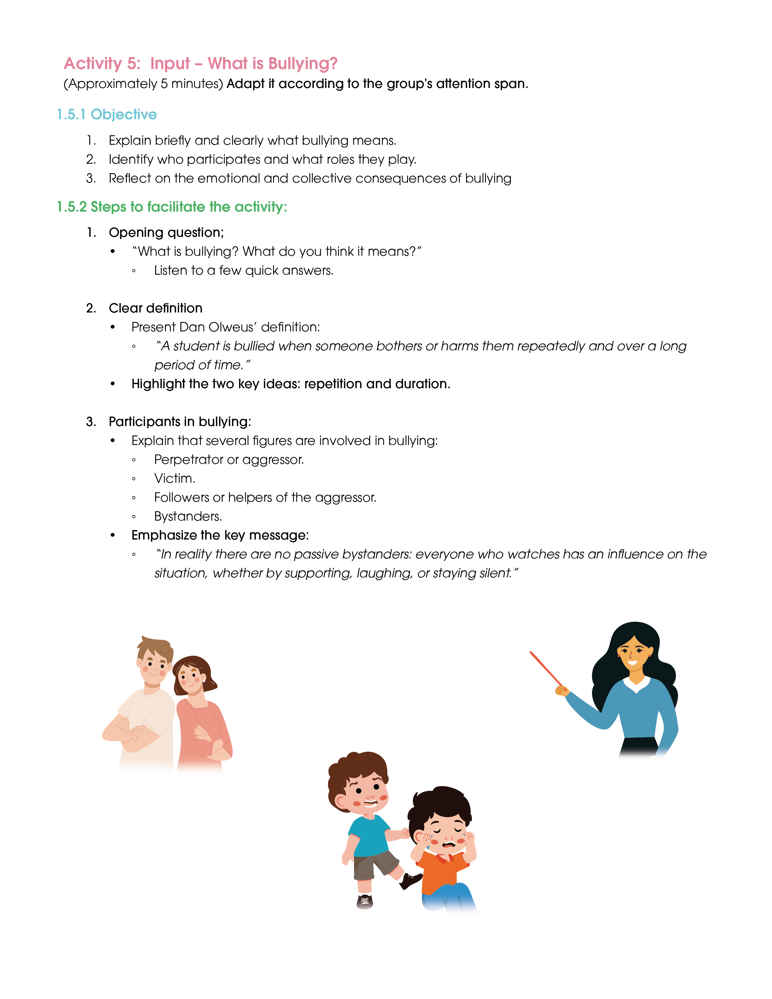 Activity 5:  Input – What is Bullying?
(Approximately 5 minutes) Adapt it according to the group’s attention span.
1.5.1 Objective
1. Explain briefly and clearly what bullying means.
2. Identify who participates and what roles they play.
3. Reflect on the emotional and collective consequences of bullying
1.5.2 Steps to facilitate the activity:
1. Opening question;
• “What is bullying? What do you think it means?”
◦ Listen to a few quick answers.
2. Clear definition
• Present Dan Olweus’ definition:
◦ “A student is bullied when someone bothers or harms them repeatedly and over a long
period of time.”
• Highlight the two key ideas: repetition and duration.
3. Participants in bullying:
• Explain that several figures are involved in bullying:
◦ Perpetrator or aggressor.
◦ Victim.
◦ Followers or helpers of the aggressor.
◦ Bystanders.
• Emphasize the key message:
◦ “In reality there are no passive bystanders: everyone who watches has an influence on the
situation, whether by supporting, laughing, or staying silent.”